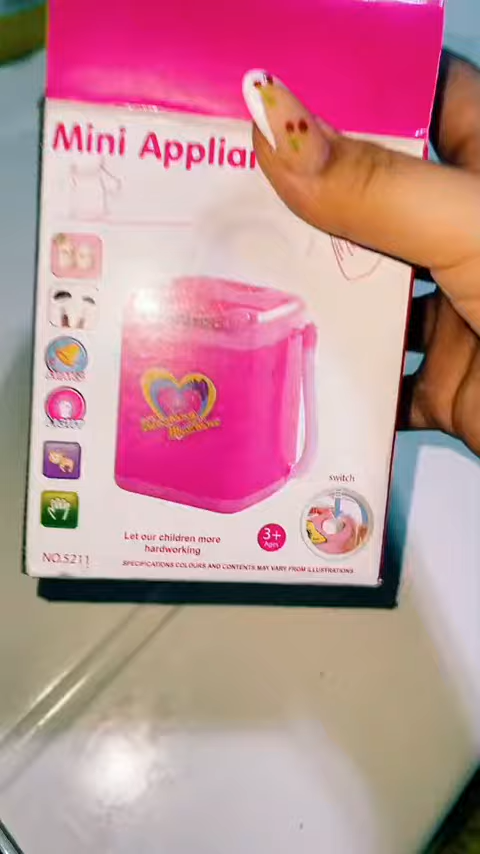 Mini Applian
switch
Let our children more
hardworking
3+
Ages
NO.5211
SPECIFICATIONS COLOURS AND CONTENTS MAY VARY FROM ILLUSTRATIONS